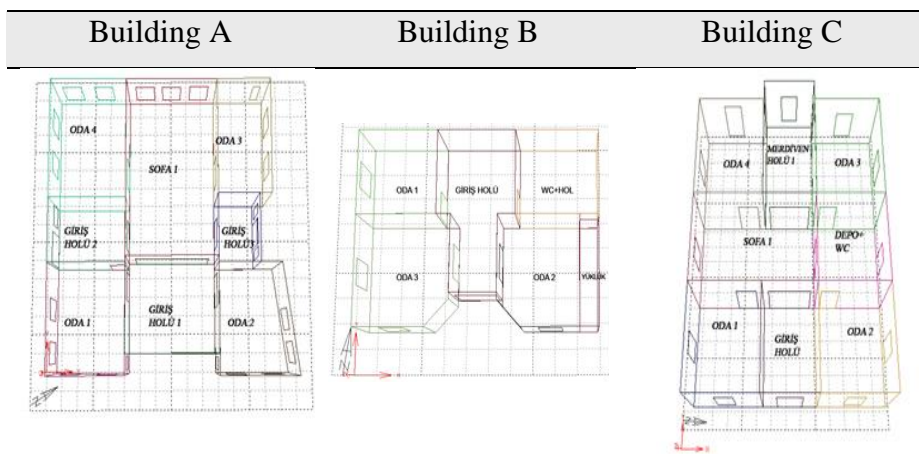 Building A
Building B
Building C
ODA 4
ODA 3
SOFA 1
GİRİŞ
HOLÜ 2
GİRİŞ
HOLÜ3
ODA 1
GİRİŞ
HOLÜ 1
ODA 2
ODA 1
GİRİŞ HOLÜ
WC+HOL
ODA 3
ODA 2
YÜKLÜK
MERDİVEN
HOLÜ 1
ODA 4
ODA 3
SOFA 1
DEPO+
WC
ODA 1
GİRİŞ
HOLÜ
ODA 2